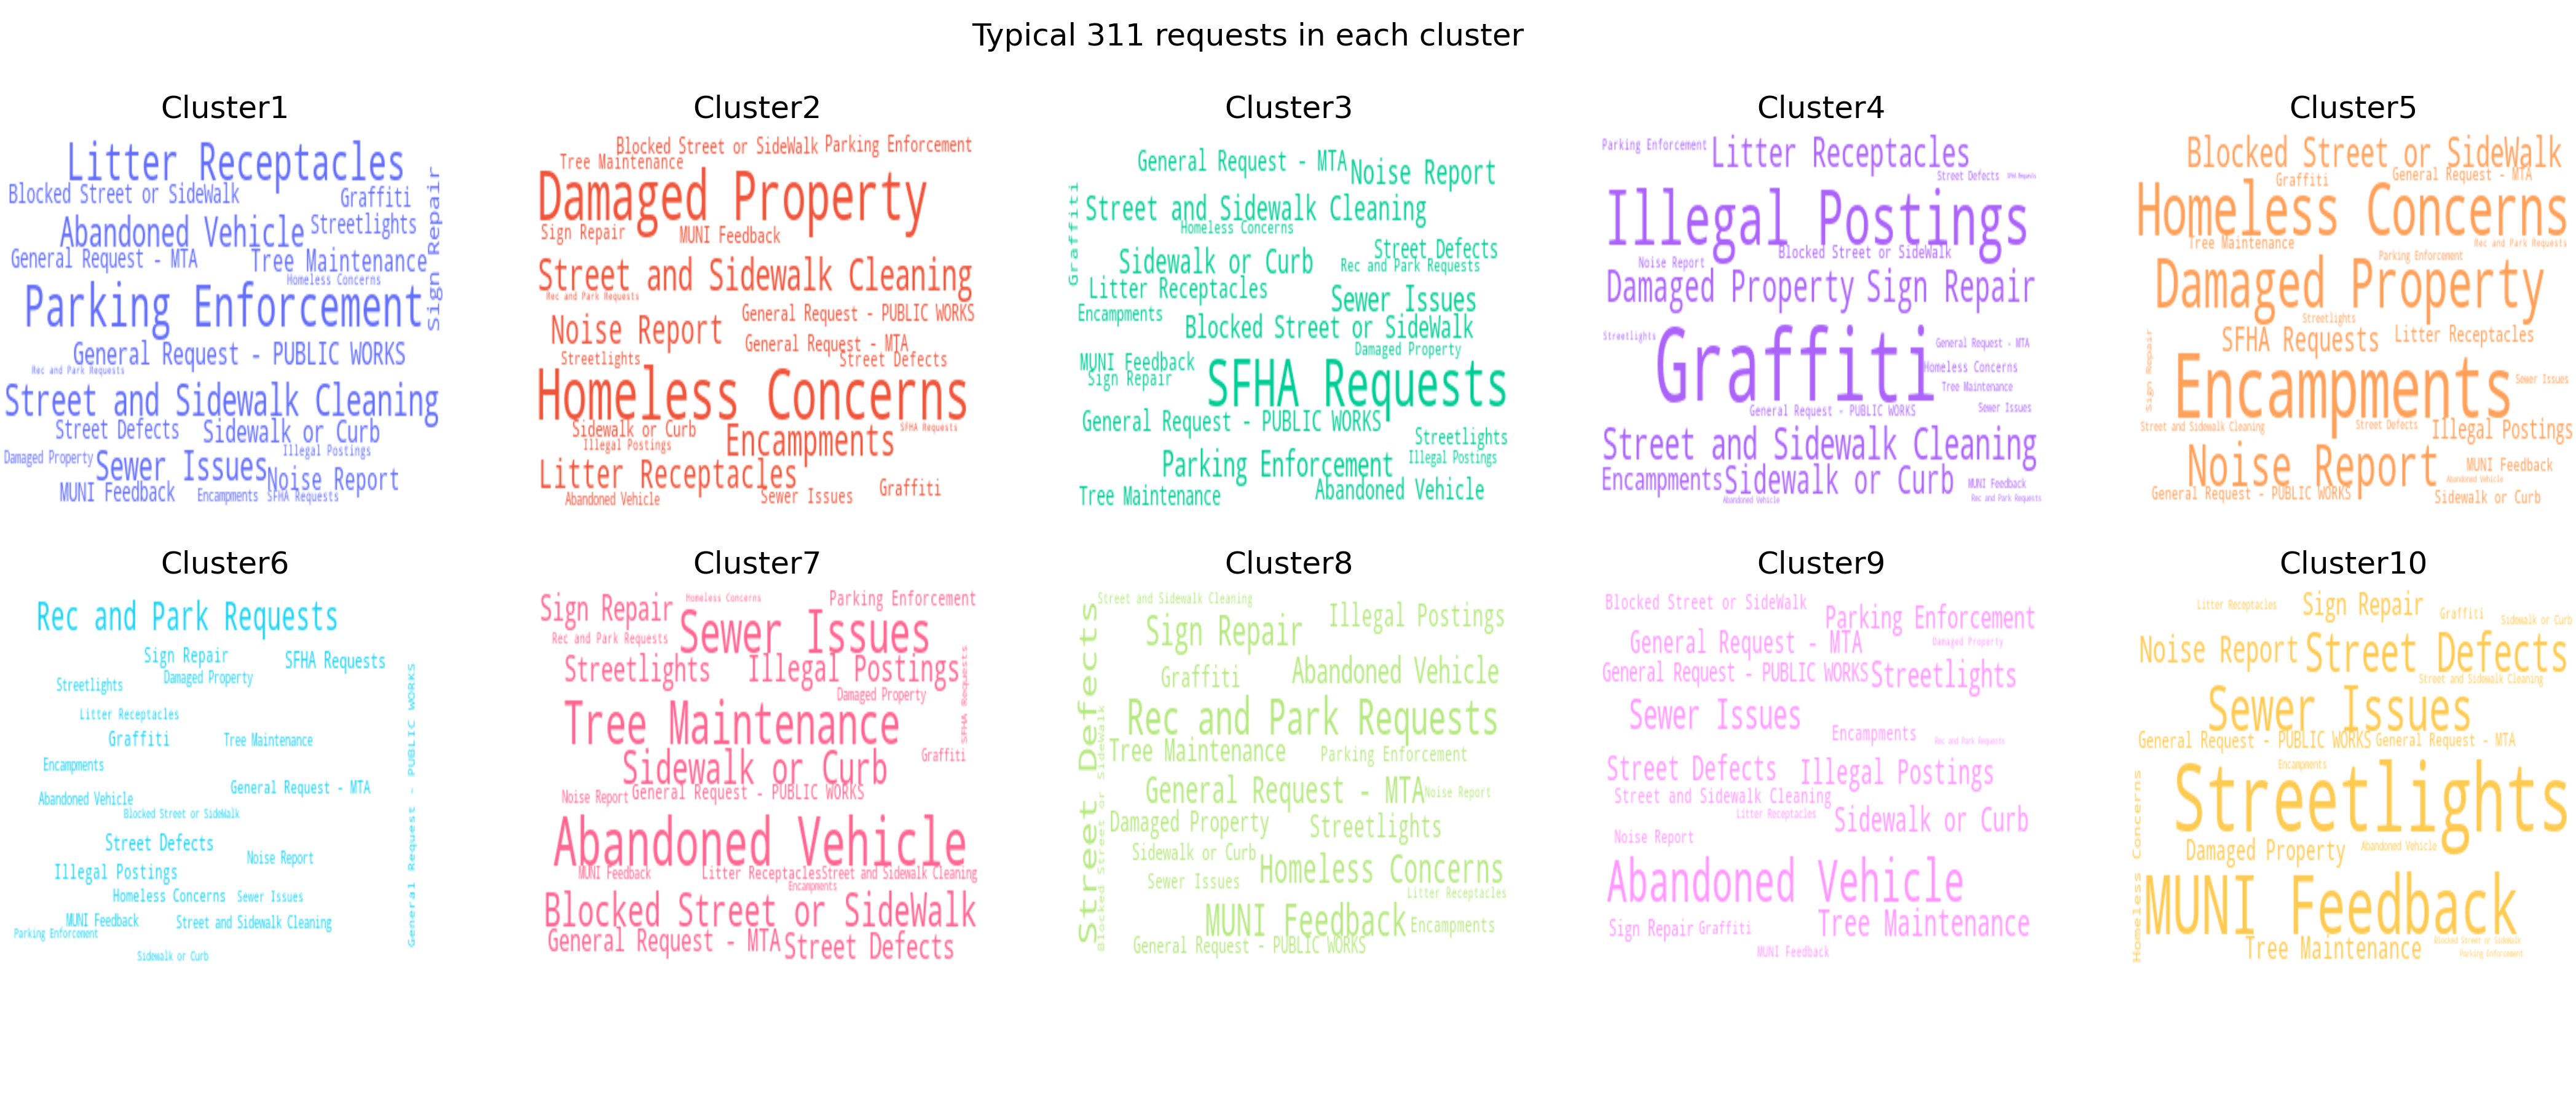 Typical 311 requests in each cluster
Cluster1
Litter Receptacles
Blocked Street or SideWalk
Graffiti
Sign Repair
Abandoned Vehicle
Streetlights
General Request - MTA
Tree Maintenance
Homeless Concerns
Parking Enforcement
General Request - PUBLIC WORKS
Rec and Park Requests
Street and Sidewalk Cleaning
Street Defects
Sidewalk or Curb
Illegal Postings
Damaged Property
Sewer Issues
Noise Report
MUNI Feedback
Encampments
SFHA Requests
Cluster2
Blocked Street or SideWalk
Parking Enforcement
Tree Maintenance
Damaged Property
Sign Repair
MUNI Feedback
Street and Sidewalk Cleaning
Rec and Park Requests
General Request - PUBLIC WORKS
Noise Report
General Request - MTA
Streetlights
Street Defects
Homeless Concerns
Sidewalk or Curb
SFHA Requests
Illegal Postings
Encampments
Litter Receptacles
Abandoned Vehicle
Sewer Issues
Graffiti
Cluster3
General Request - MTA
Noise Report
Graffiti
Street and Sidewalk Cleaning
Homeless Concerns
Street Defects
Sidewalk or Curb
Rec and Park Requests
Litter Receptacles
Sewer Issues
Encampments
Blocked Street or SideWalk
Damaged Property
MUNI Feedback
Sign Repair
SFHA Requests
General Request - PUBLIC WORKS
Streetlights
Parking Enforcement
Illegal Postings
Tree Maintenance
Abandoned Vehicle
Cluster4
Parking Enforcement
Litter Receptacles
Street Defects
SFHA Requests
Illegal Postings
Blocked Street or SideWalk
Noise Report
Damaged Property
Sign Repair
Streetlights
Graffiti
General Request - MTA
Homeless Concerns
Tree Maintenance
General Request - PUBLIC WORKS
Sewer Issues
Street and Sidewalk Cleaning
Encampments
Sidewalk or Curb
MUNI Feedback
Abandoned Vehicle
Rec and Park Requests
Cluster5
Blocked Street or SideWalk
Graffiti
General Request - MTA
Homeless Concerns
Tree Maintenance
Rec and Park Requests
Parking Enforcement
Damaged Property
Streetlights
SFHA Requests
Litter Receptacles
Sign Repair
Encampments
Sewer Issues
Street and Sidewalk Cleaning
Street Defects
Illegal Postings
Noise Report
MUNI Feedback
Abandoned Vehicle
General Request - PUBLIC WORKS
Sidewalk or Curb
Cluster6
Rec and Park Requests
Sign Repair
SFHA Requests
Streetlights
Damaged Property
General Request - PUBLIC WORKS
Litter Receptacles
Graffiti
Tree Maintenance
Encampments
General Request - MTA
Abandoned Vehicle
Blocked Street or SideWalk
Street Defects
Noise Report
Illegal Postings
Homeless Concerns
Sewer Issues
MUNI Feedback
Street and Sidewalk Cleaning
Parking Enforcement
Sidewalk or Curb
Cluster7
Sign Repair
Homeless Concerns
Parking Enforcement
Rec and Park Requests
Sewer Issues
Streetlights
Illegal Postings
SFHA Requests
Damaged Property
Tree Maintenance
Graffiti
Sidewalk or Curb
Noise Report
General Request - PUBLIC WORKS
Abandoned Vehicle
MUNI Feedback
Litter Receptacles
Street and Sidewalk Cleaning
Encampments
Blocked Street or SideWalk
General Request - MTA
Street Defects
Cluster8
Street and Sidewalk Cleaning
Street Defects
Sign Repair
Illegal Postings
Graffiti
Abandoned Vehicle
Blocked Street or SideWalk
Rec and Park Requests
Tree Maintenance
Parking Enforcement
General Request - MTA
Noise Report
Damaged Property
Streetlights
Sidewalk or Curb
Homeless Concerns
Sewer Issues
Litter Receptacles
MUNI Feedback
Encampments
General Request - PUBLIC WORKS
Cluster9
Blocked Street or SideWalk
Parking Enforcement
General Request - MTA
Damaged Property
General Request - PUBLIC WORKS
Streetlights
Sewer Issues
Encampments
Rec and Park Requests
Street Defects
Illegal Postings
Street and Sidewalk Cleaning
Litter Receptacles
Sidewalk or Curb
Noise Report
Abandoned Vehicle
Sign Repair
Graffiti
Tree Maintenance
MUNI Feedback
Cluster10
Litter Receptacles
Sign Repair
Graffiti
Sidewalk or Curb
Noise Report
Street Defects
Street and Sidewalk Cleaning
Sewer Issues
General Request - PUBLIC WORKS
General Request - MTA
Encampments
Homeless Concerns
Streetlights
Damaged Property
Abandoned Vehicle
MUNI Feedback
Tree Maintenance
Blocked Street or SideWalk
Parking Enforcement